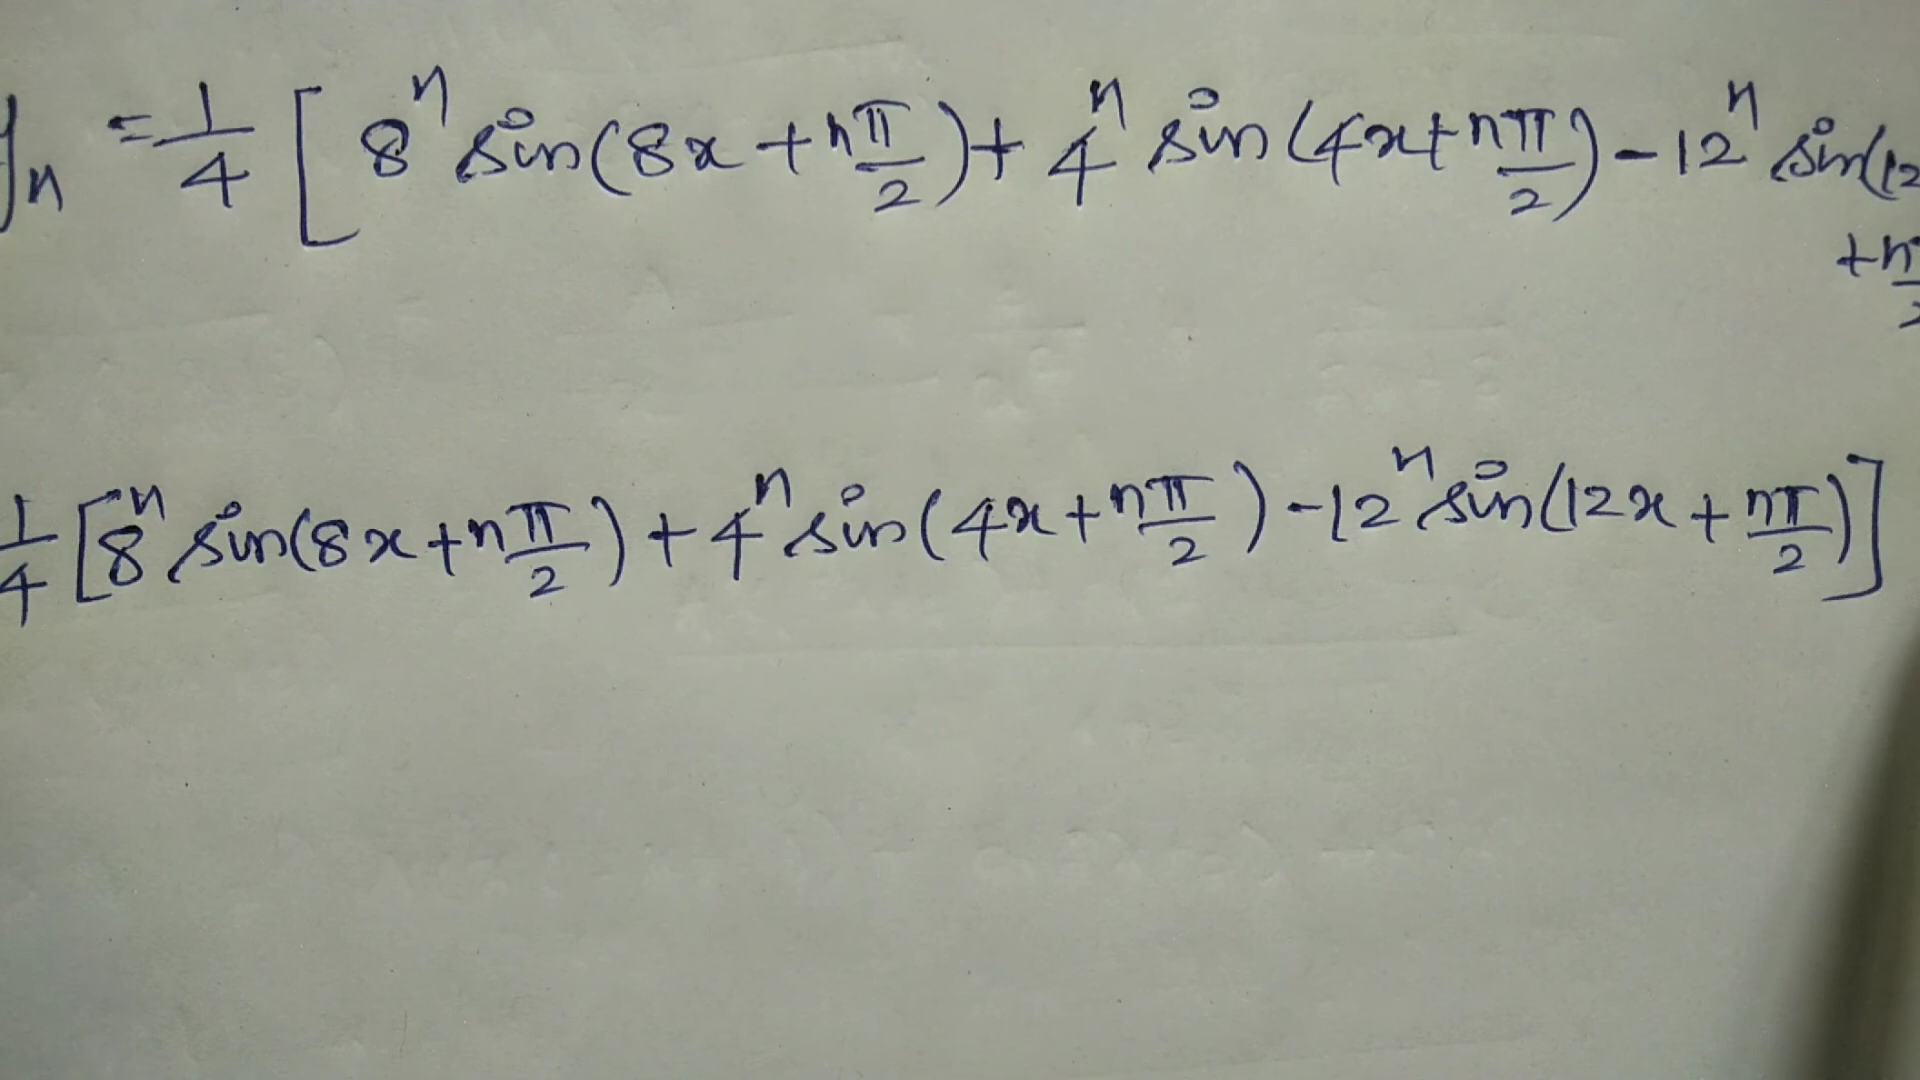 yn = 1/4 [ 8^n sin(8x + nπ/2) + 4^n sin(4x + nπ/2) - 12^n sin(12
+ n
1/4 [8^n sin(8x + nπ/2) + 4^n sin(4x + nπ/2) - 12^n sin(12x + nπ/2)]